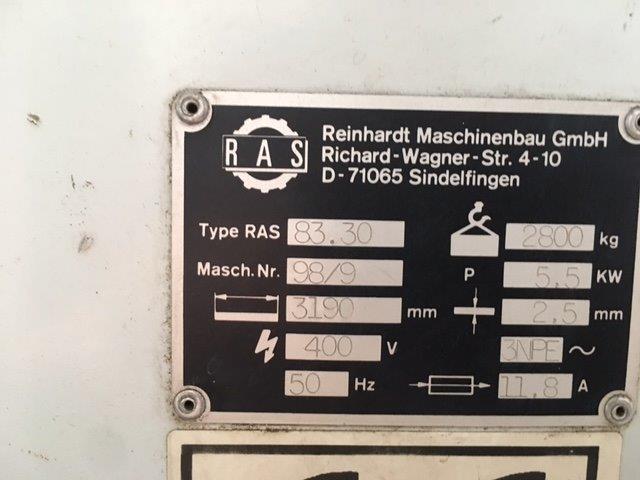 RAS
Reinhardt Maschinenbau GmbH
Richard-Wagner-Str. 4-10
D-71065 Sindelfingen
Type RAS 83.30
2800 kg
Masch.Nr. 98/9
P 5,5 KW
3190 mm
2,5 mm
400 V
3NPE ~
50 Hz
11,8 A